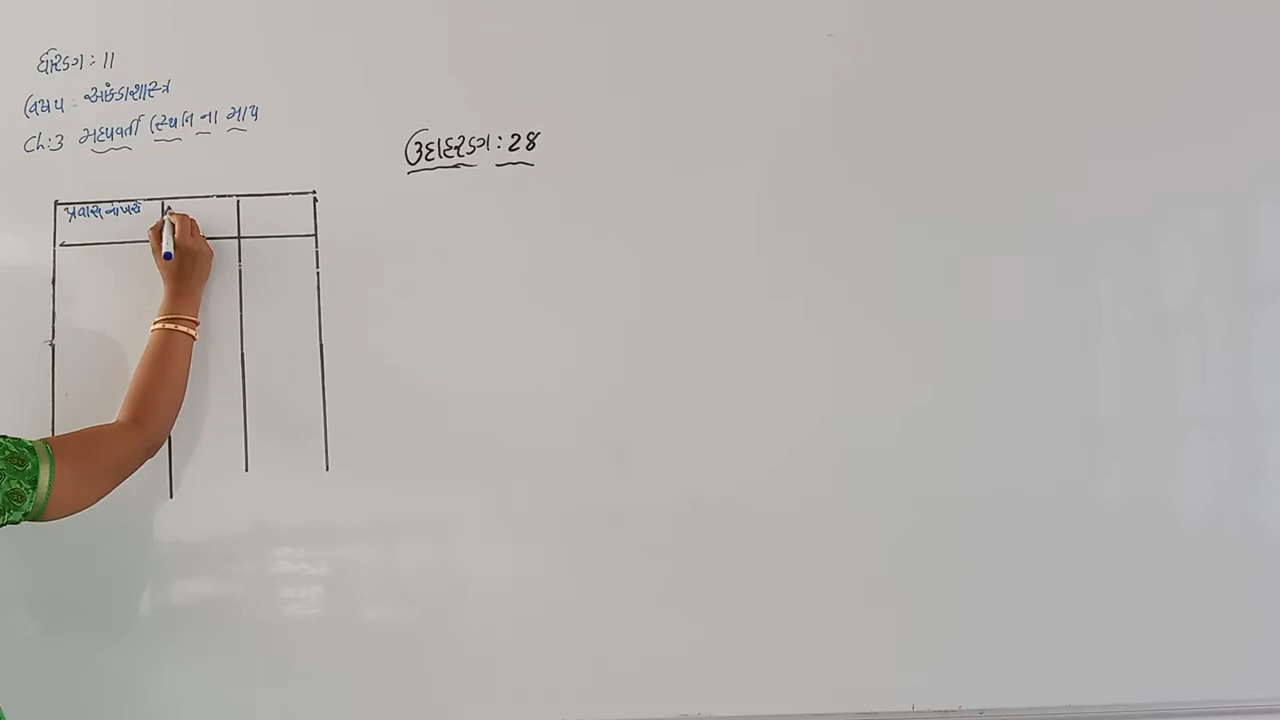 ધોરણ : 11
વિષય : આંકડાશાસ્ત્ર
Ch:3 મધ્યવર્તી સ્થિતિ ના માપ
ઉદાહરણ : 28
પ્રવાસ નો ખર્ચ